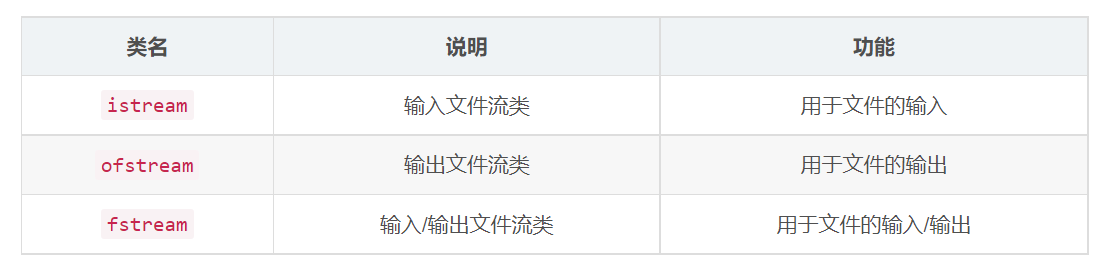 类名 说明 功能
istream 输入文件流类 用于文件的输入
ofstream 输出文件流类 用于文件的输出
fstream 输入/输出文件流类 用于文件的输入/输出